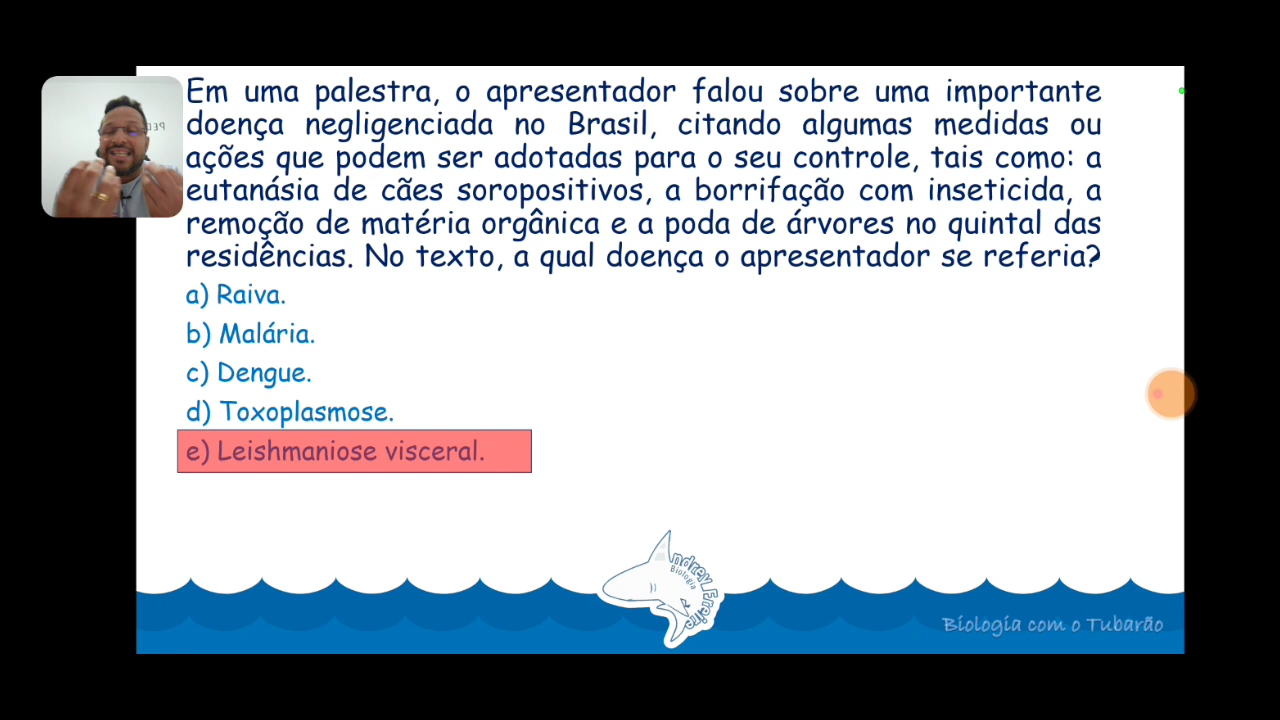 Em uma palestra, o apresentador falou sobre uma importante
doença negligenciada no Brasil, citando algumas medidas ou
ações que podem ser adotadas para o seu controle, tais como: a
eutanásia de cães soropositivos, a borrifação com inseticida, a
remoção de matéria orgânica e a poda de árvores no quintal das
residências. No texto, a qual doença o apresentador se referia?
a) Raiva.
b) Malária.
c) Dengue.
d) Toxoplasmose.
e) Leishmaniose visceral.
Andrey Freire
Biologia
Biologia com o Tubarão